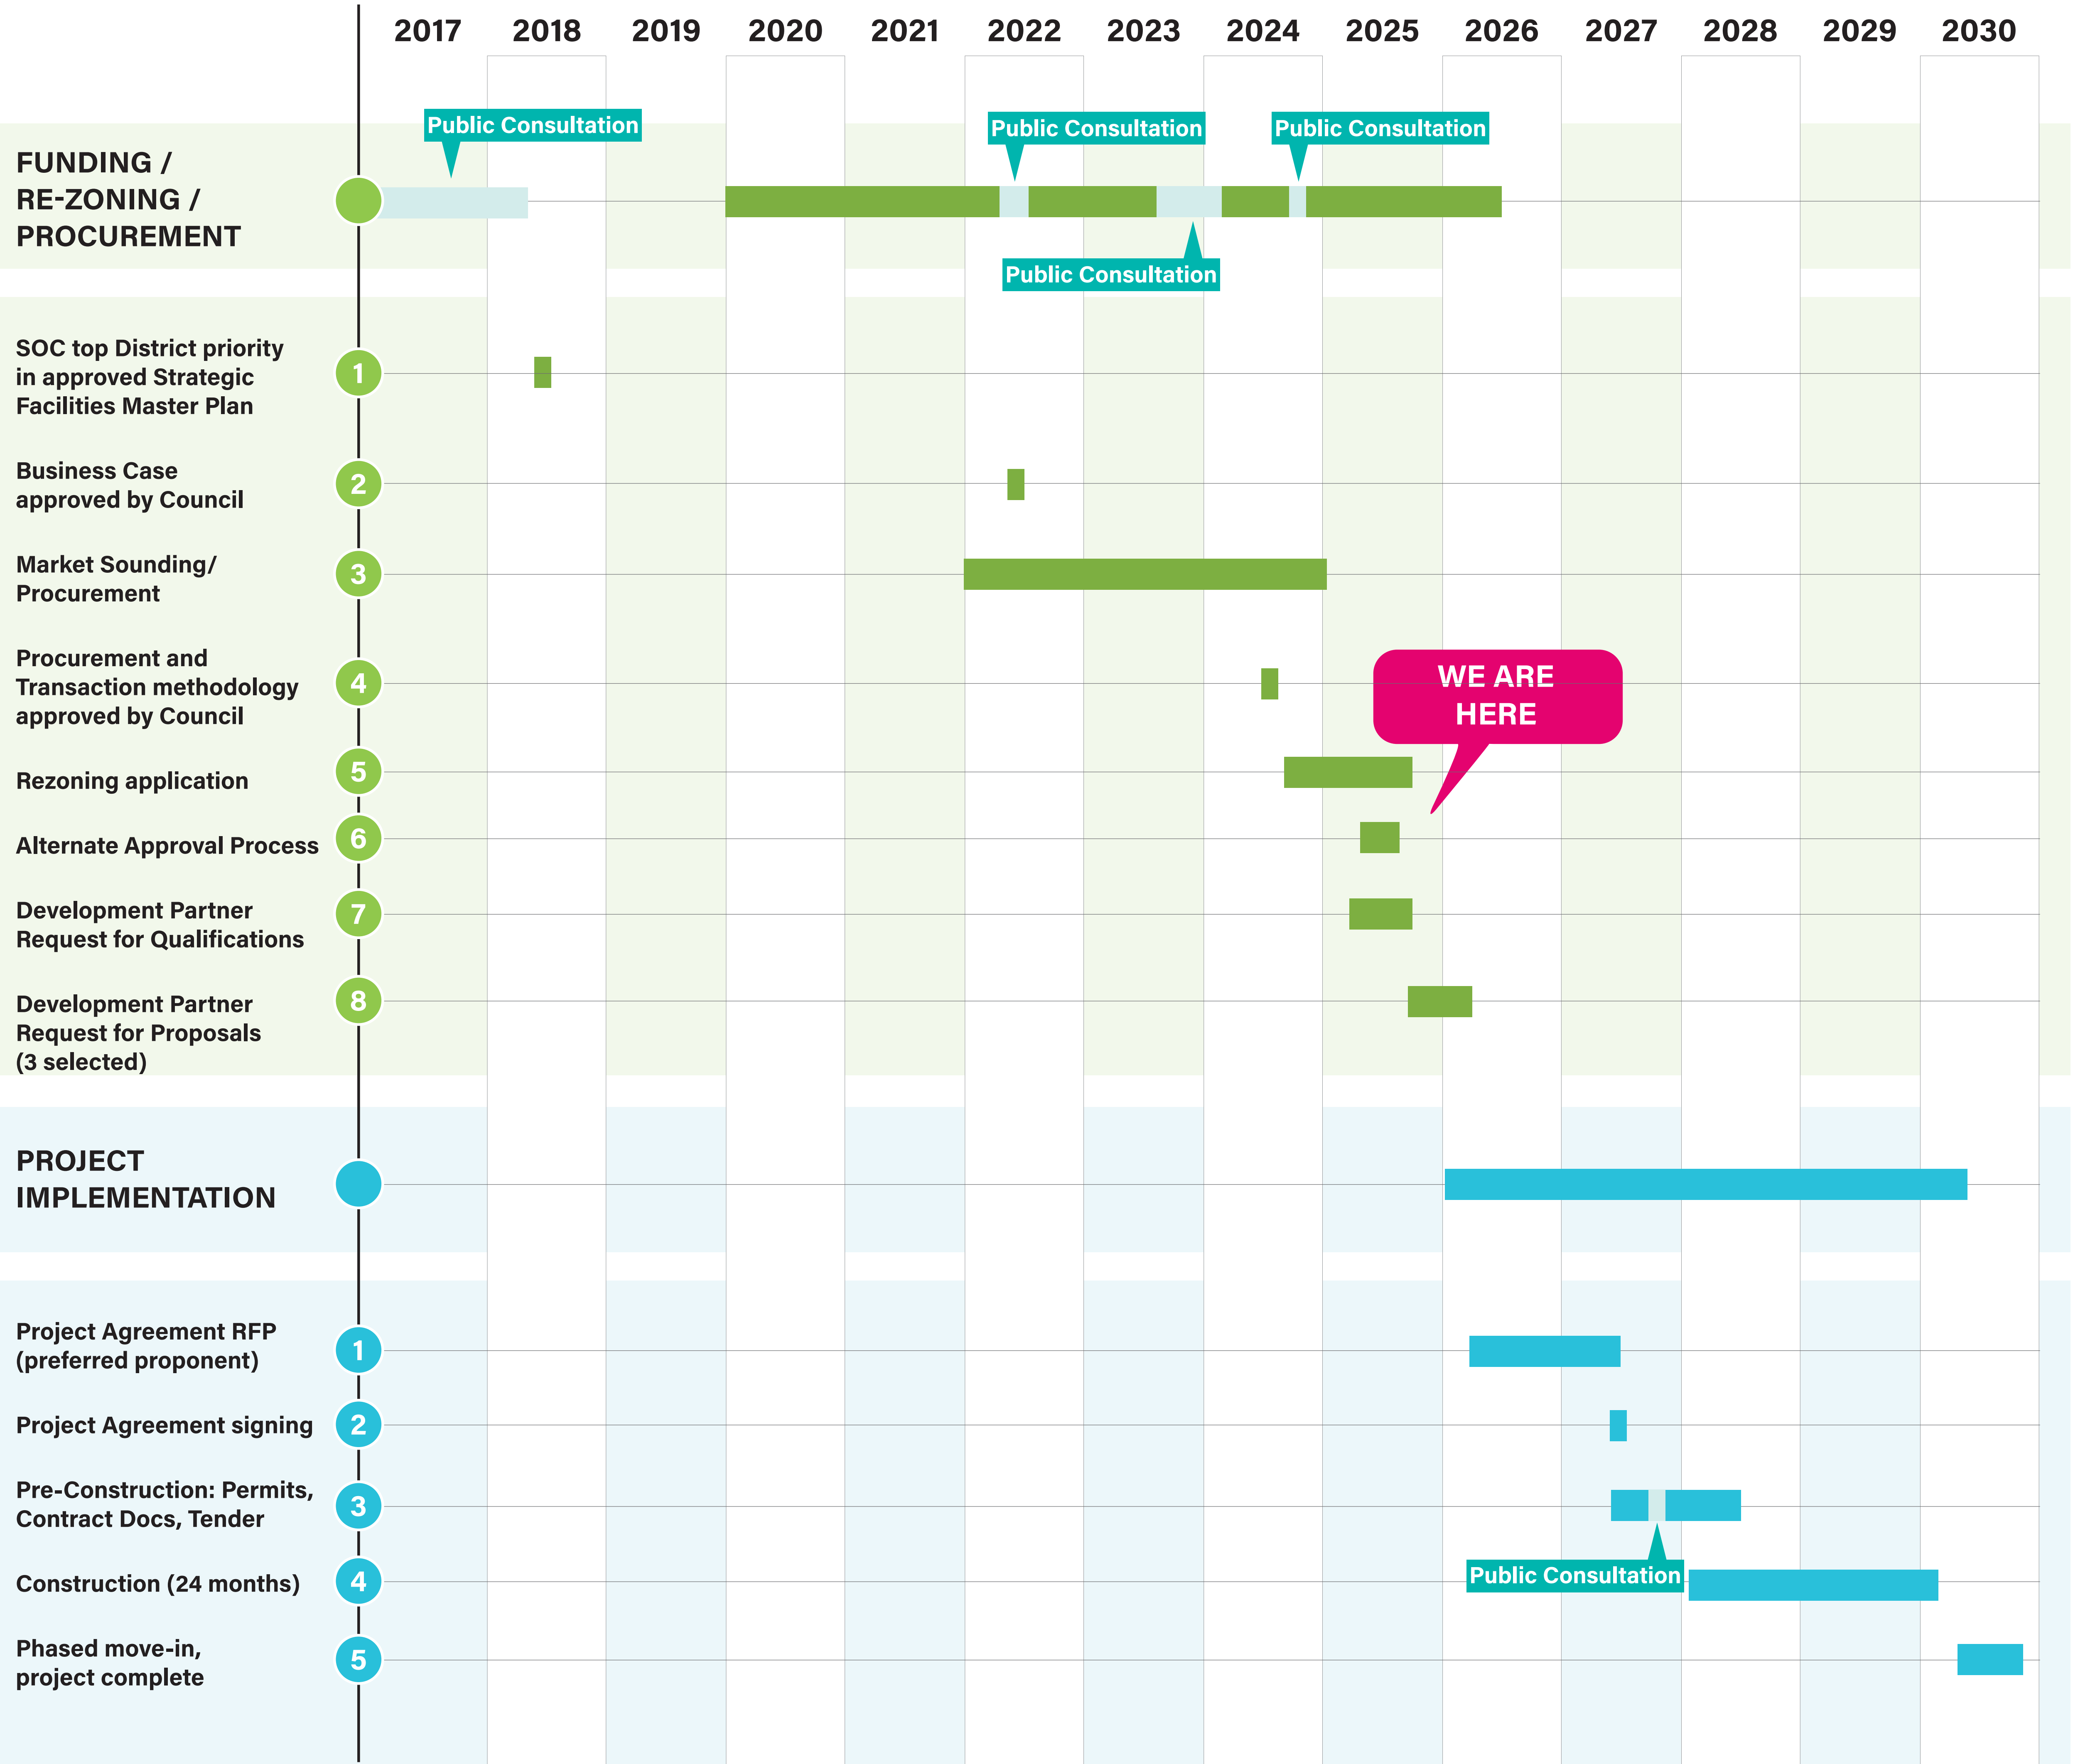 2017 2018 2019 2020 2021 2022 2023 2024 2025 2026 2027 2028 2029 2030
Public Consultation
Public Consultation
Public Consultation
FUNDING /
RE-ZONING /
PROCUREMENT
Public Consultation
SOC top District priority
in approved Strategic
Facilities Master Plan
1
Business Case
approved by Council
2
Market Sounding/
Procurement
3
Procurement and
Transaction methodology
approved by Council
4
WE ARE
HERE
Rezoning application
5
Alternate Approval Process
6
Development Partner
Request for Qualifications
7
Development Partner
Request for Proposals
(3 selected)
8
PROJECT
IMPLEMENTATION
Project Agreement RFP
(preferred proponent)
1
Project Agreement signing
2
Pre-Construction: Permits,
Contract Docs, Tender
3
Public Consultation
Construction (24 months)
4
Phased move-in,
project complete
5